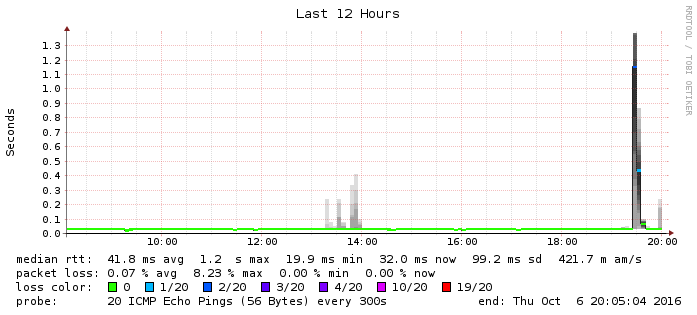 Last 12 Hours
RRDTOOL / TOBI OETIKER
Seconds
1.3
1.2
1.1
1.0
0.9
0.8
0.7
0.6
0.5
0.4
0.3
0.2
0.1
0.0
10:00 12:00 14:00 16:00 18:00 20:00
median rtt: 41.8 ms avg 1.2 s max 19.9 ms min 32.0 ms now 99.2 ms sd 421.7 m am/s
packet loss: 0.07 % avg 8.23 % max 0.00 % min 0.00 % now
loss color: 0 1/20 2/20 3/20 4/20 10/20 19/20
probe: 20 ICMP Echo Pings (56 Bytes) every 300s end: Thu Oct 6 20:05:04 2016